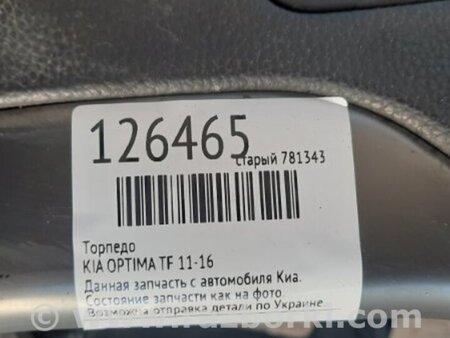 126465
старый 781343
Торпедо
KIA OPTIMA TF 11-16
Данная запчасть с автомобиля Киа.
Состояние запчасти как на фото.
Возможна отправка детали по Украине...